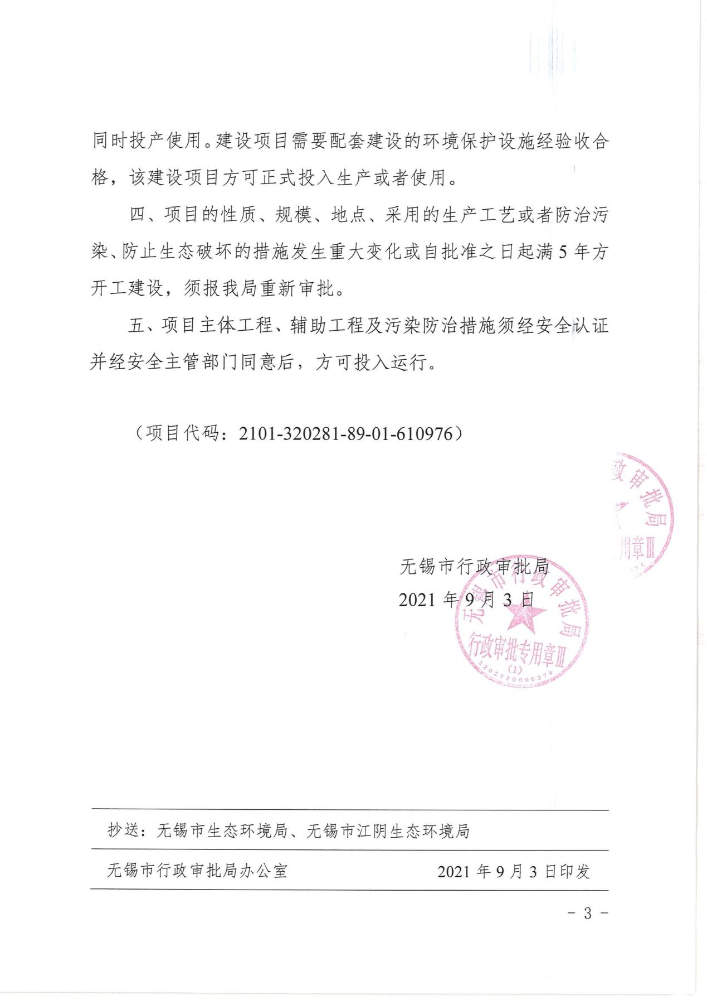 同时投产使用。建设项目需要配套建设的环境保护设施经验收合
格，该建设项目方可正式投入生产或者使用。
四、项目的性质、规模、地点、采用的生产工艺或者防治污
染、防止生态破坏的措施发生重大变化或自批准之日起满 5 年方
开工建设，须报我局重新审批。
五、项目主体工程、辅助工程及污染防治措施须经安全认证
并经安全主管部门同意后，方可投入运行。
（项目代码：2101-320281-89-01-610976）
政审批局
用章Ⅲ
374
无锡市行政审批局
2021 年 9 月 3 日
无锡市行政审批局
行政审批专用章Ⅲ
(1)
3202920000374
抄送：无锡市生态环境局、无锡市江阴生态环境局
无锡市行政审批局办公室 2021 年 9 月 3 日印发
- 3 -